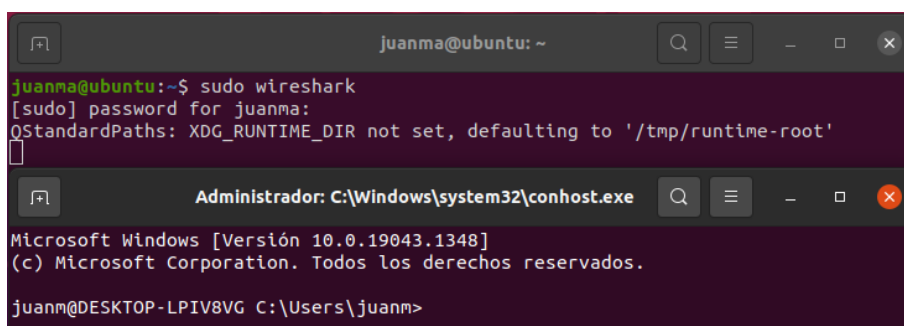 juanma@ubuntu: ~
juanma@ubuntu:~$ sudo wireshark
[sudo] password for juanma:
QStandardPaths: XDG_RUNTIME_DIR not set, defaulting to '/tmp/runtime-root'
Administrador: C:\Windows\system32\conhost.exe
Microsoft Windows [Versión 10.0.19043.1348]
(c) Microsoft Corporation. Todos los derechos reservados.
juanm@DESKTOP-LPIV8VG C:\Users\juanm>